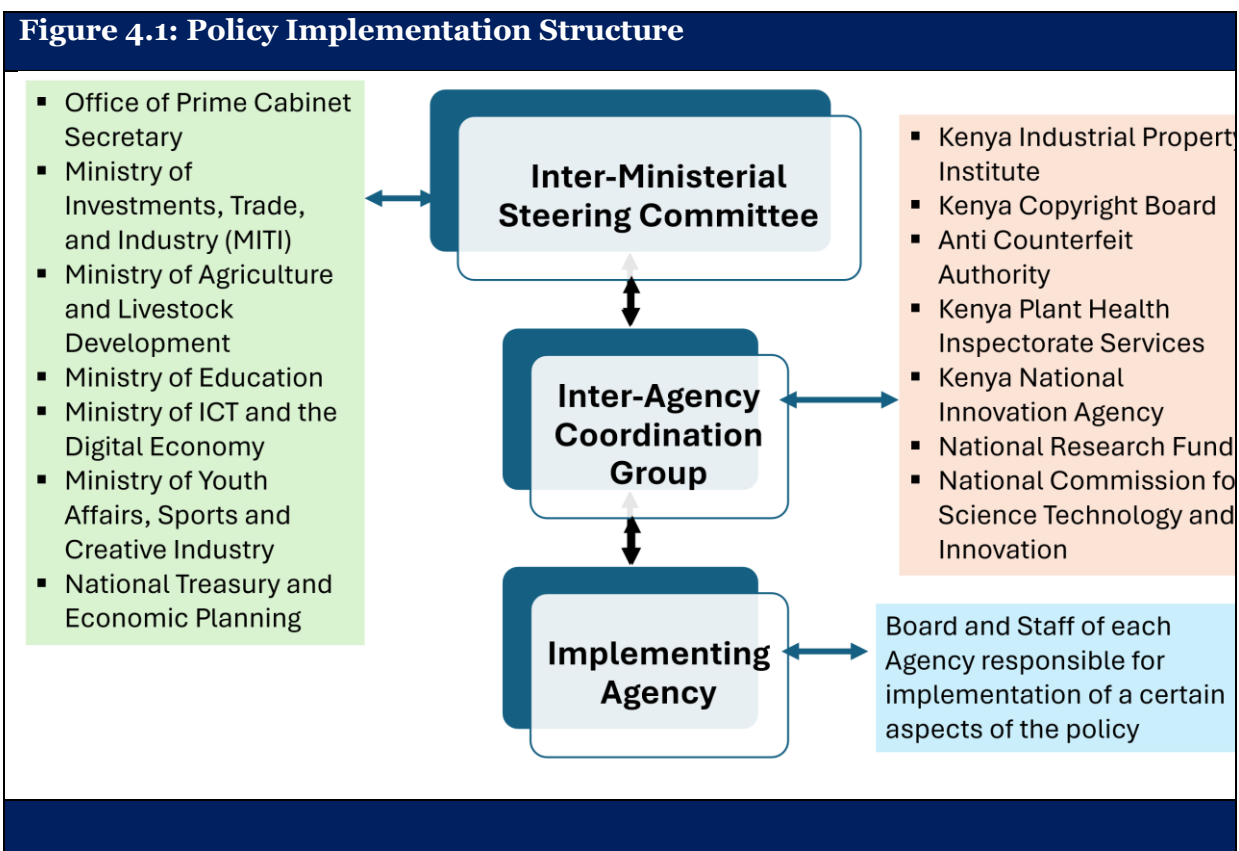 Figure 4.1: Policy Implementation Structure
▪ Office of Prime Cabinet
Secretary
▪ Ministry of
Investments, Trade,
and Industry (MITI)
▪ Ministry of Agriculture
and Livestock
Development
▪ Ministry of Education
▪ Ministry of ICT and the
Digital Economy
▪ Ministry of Youth
Affairs, Sports and
Creative Industry
▪ National Treasury and
Economic Planning
Inter-Ministerial
Steering Committee
Inter-Agency
Coordination
Group
Implementing
Agency
▪ Kenya Industrial Property
Institute
▪ Kenya Copyright Board
▪ Anti Counterfeit
Authority
▪ Kenya Plant Health
Inspectorate Services
▪ Kenya National
Innovation Agency
▪ National Research Fund
▪ National Commission fo
Science Technology and
Innovation
Board and Staff of each
Agency responsible for
implementation of a certain
aspects of the policy